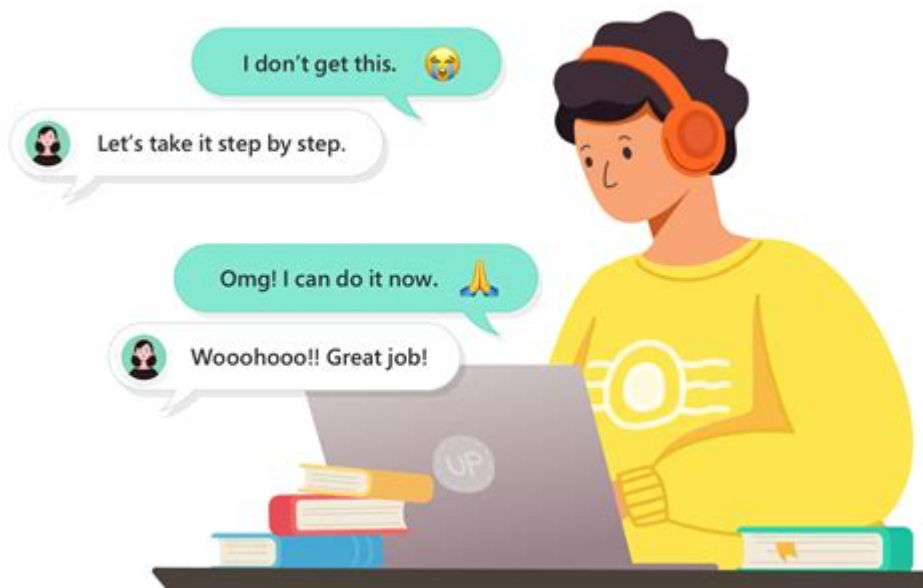 I don't get this. 😭
Let's take it step by step.
Omg! I can do it now. 🙏
Wooohooo!! Great job!
UP